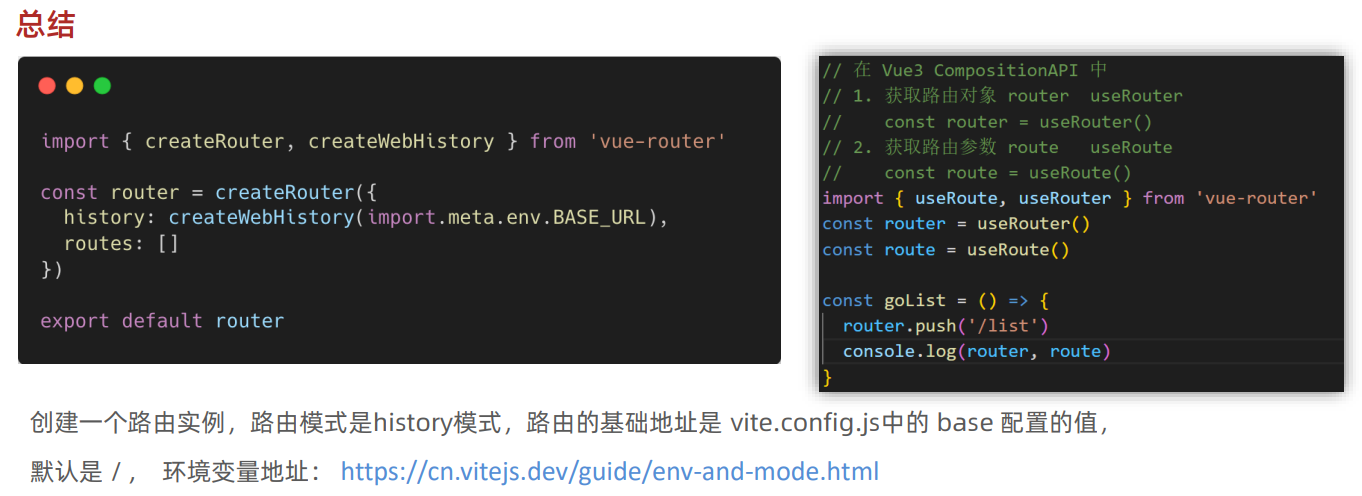 总结
import { createRouter, createWebHistory } from 'vue-router'
const router = createRouter({
  history: createWebHistory(import.meta.env.BASE_URL),
  routes: []
})
export default router
// 在 Vue3 CompositionAPI 中
// 1. 获取路由对象 router  useRouter
//    const router = useRouter()
// 2. 获取路由参数 route   useRoute
//    const route = useRoute()
import { useRoute, useRouter } from 'vue-router'
const router = useRouter()
const route = useRoute()
const goList = () => {
  router.push('/list')
  console.log(router, route)
}
创建一个路由实例，路由模式是history模式，路由的基础地址是 vite.config.js中的 base 配置的值，
默认是 / ， 环境变量地址： https://cn.vitejs.dev/guide/env-and-mode.html